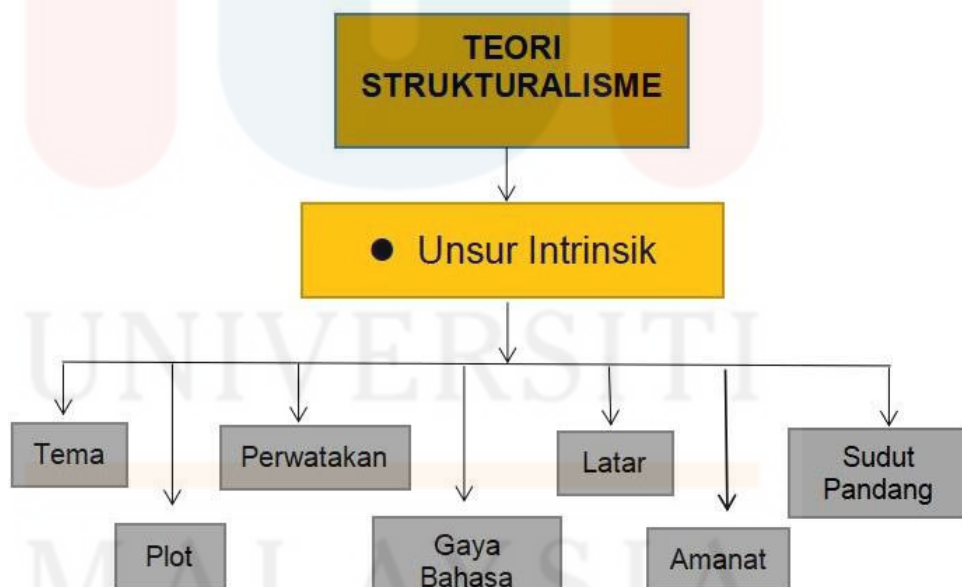 TEORI
STRUKTURALISME
● Unsur Intrinsik
UNIVERSITI
Tema
Perwatakan
Latar
Sudut
Pandang
Plot
Gaya
Bahasa
Amanat
MALAYSIA